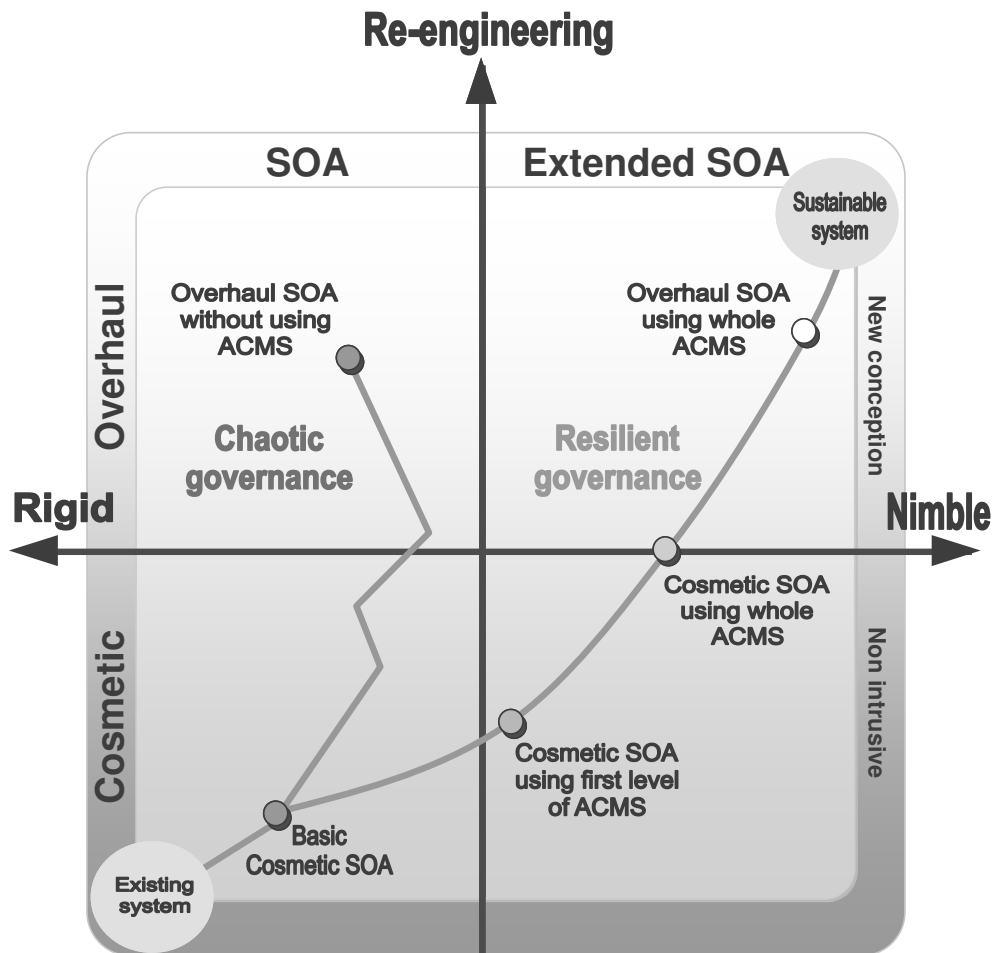 Re-engineering
SOA
Extended SOA
Sustainable
system
Overhaul SOA
without using
ACMS
Overhaul SOA
using whole
ACMS
Overhaul
New conception
Chaotic
governance
Resilient
governance
Rigid
Nimble
Cosmetic SOA
using whole
ACMS
Cosmetic
Non intrusive
Cosmetic SOA
using first level
of ACMS
Basic
Cosmetic SOA
Existing
system